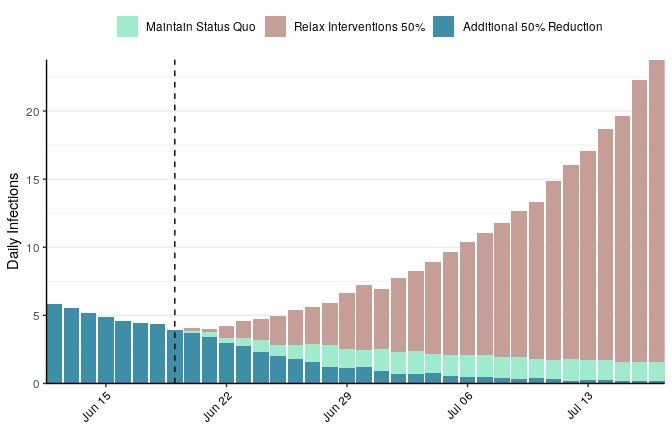 Maintain Status Quo Relax Interventions 50% Additional 50% Reduction
Daily Infections
20
15
10
5
0
Jun 15 Jun 22 Jun 29 Jul 06 Jul 13